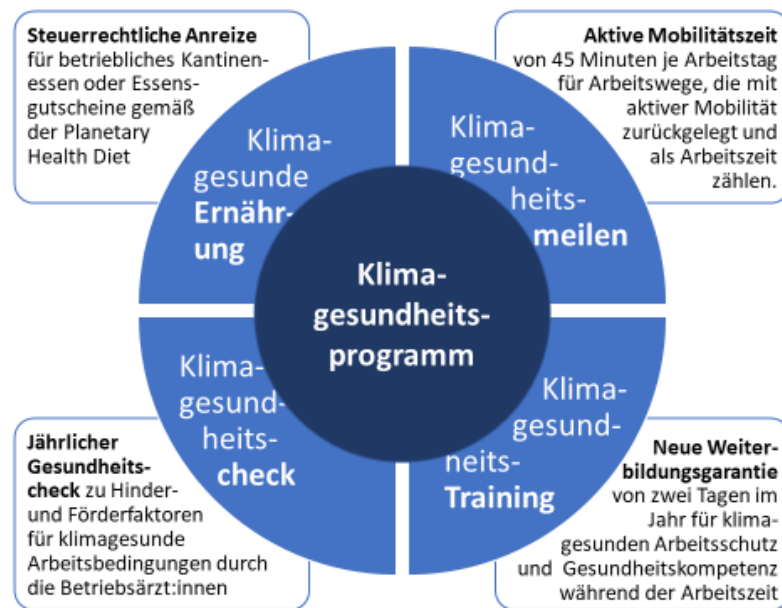 Steuerrechtliche Anreize
für betriebliches Kantinen-
essen oder Essens-
gutscheine gemäß
der Planetary
Health Diet
Aktive Mobilitätszeit
von 45 Minuten je Arbeitstag
für Arbeitswege, die mit
aktiver Mobilität
zurückgelegt und
als Arbeitszeit
zählen.
Klima-
gesunde
Ernähr-
ung
Klima-
gesund-
heits-
meilen
Klima-
gesundheits-
programm
Klima-
gesund-
heits-
check
Klima-
gesund-
heits-
Training
Jährlicher
Gesundheits-
check zu Hinder-
und Förderfaktoren
für klimagesunde
Arbeitsbedingungen durch
die Betriebsärzt:innen
Neue Weiter-
bildungsgarantie
von zwei Tagen im
Jahr für klima-
gesunden Arbeitsschutz
und Gesundheitskompetenz
während der Arbeitszeit